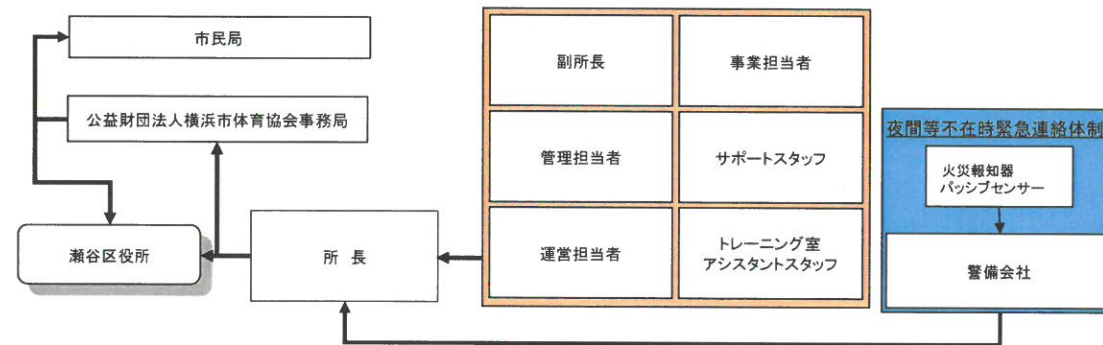 市民局
公益財団法人横浜市体育協会事務局
瀬谷区役所
所 長
副所長
事業担当者
管理担当者
サポートスタッフ
運営担当者
トレーニング室
アシスタントスタッフ
夜間等不在時緊急連絡体制
火災報知器
パッシブセンサー
警備会社